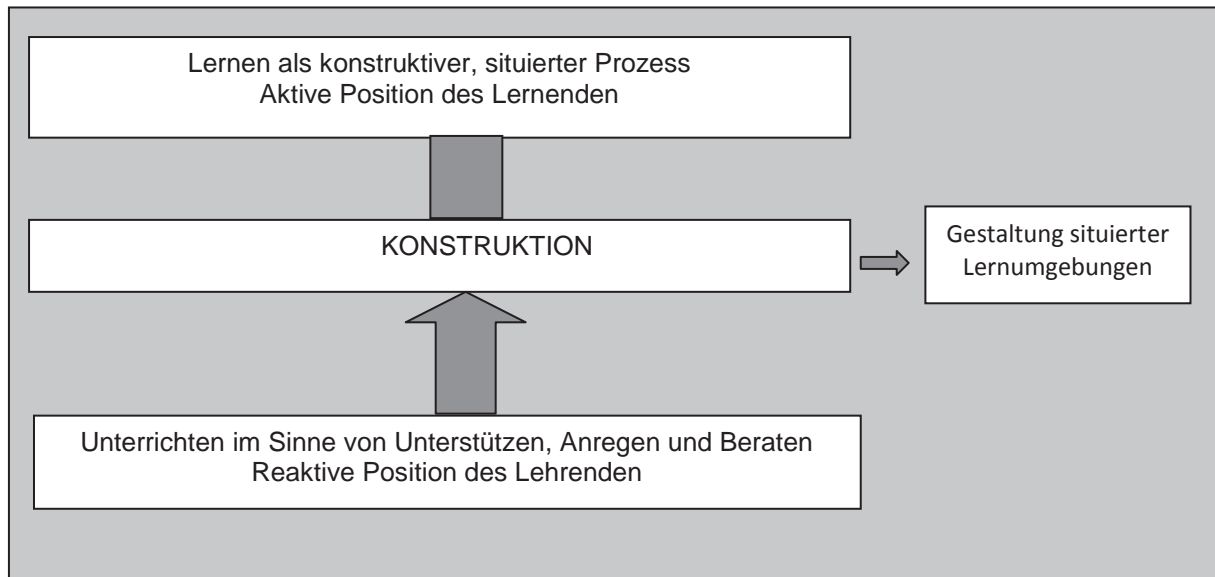 Lernen als konstruktiver, situierter Prozess
Aktive Position des Lernenden
KONSTRUKTION
Gestaltung situierter
Lernumgebungen
Unterrichten im Sinne von Unterstützen, Anregen und Beraten
Reaktive Position des Lehrenden